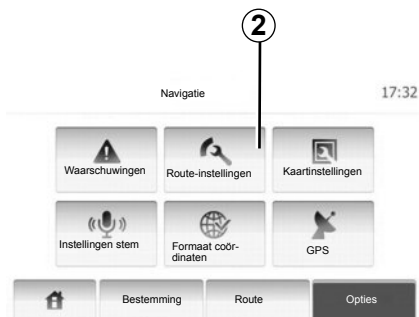 2
Navigatie
17:32
Waarschuwingen
Route-instellingen
Kaartinstellingen
Instellingen stem
Formaat coör-
dinaten
GPS
Bestemming
Route
Opties